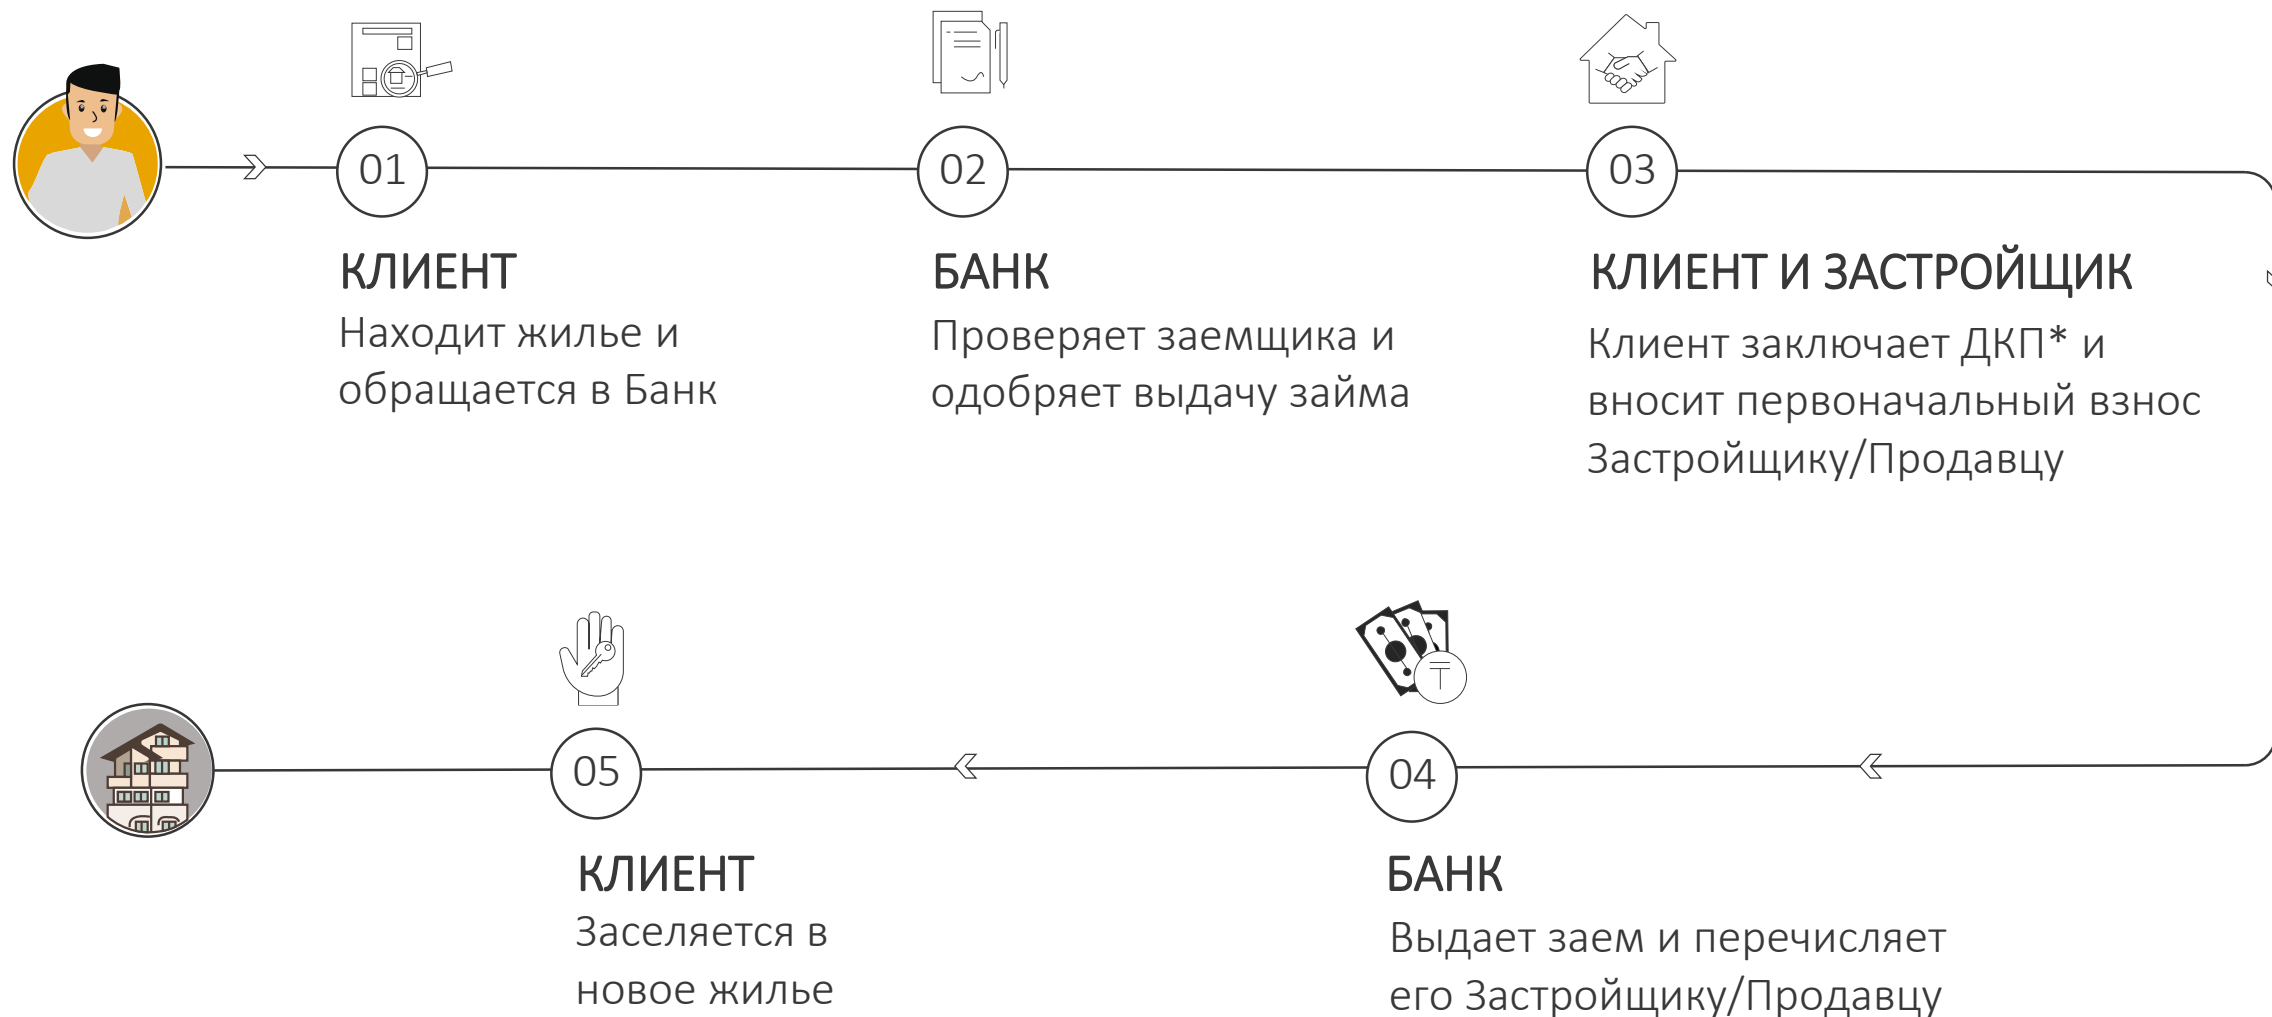 01
02
03
КЛИЕНТ
Находит жилье и
обращается в Банк
БАНК
Проверяет заемщика и
одобряет выдачу займа
КЛИЕНТ И ЗАСТРОЙЩИК
Клиент заключает ДКП* и
вносит первоначальный взнос
Застройщику/Продавцу
₸
05
04
КЛИЕНТ
Заселяется в
новое жилье
БАНК
Выдает заем и перечисляет
его Застройщику/Продавцу